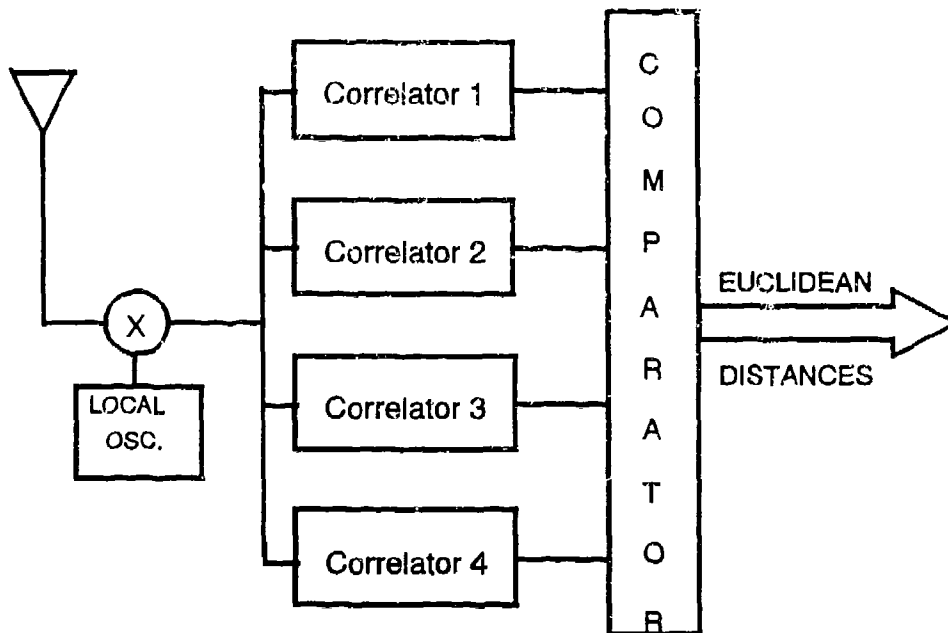 Correlator 1
Correlator 2
Correlator 3
Correlator 4
X
LOCAL
OSC.
C
O
M
P
A
R
A
T
O
R
EUCLIDEAN
DISTANCES